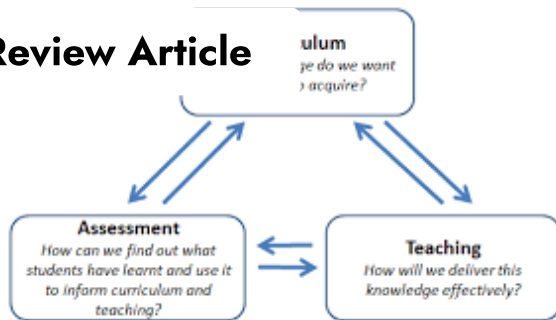 Review Article
ulum
ge do we want
acquire?
Assessment
How can we find out what
students have learnt and use it
to inform curriculum and
teaching?
Teaching
How will we deliver this
knowledge effectively?